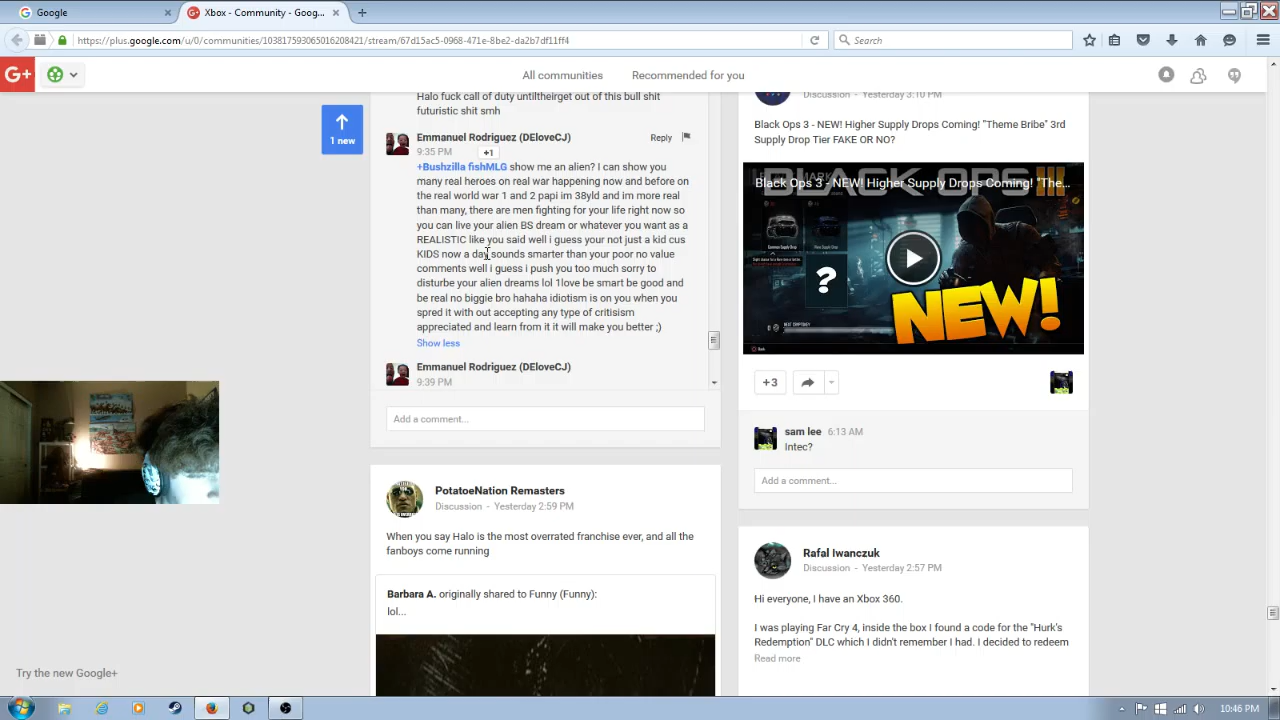 Google
Xbox - Community - Goog...
https://plus.google.com/u/0/communities/103817593065016208421/stream/67d15ac5-0968-471e-8be2-da2b7df11ff4
Search
G+
All communities
Recommended for you
1 new
Halo fuck call of duty untiltheirget out of this bull shit
futuristic shit smh
Emmanuel Rodriguez (DEloveCJ)
Reply
9:35 PM
+1
+Bushzilla fishMLG show me an alien? I can show you
many real heroes on real war happening now and before on
the real world war 1 and 2 papi im 38yld and im more real
than many, there are men fighting for your life right now so
you can live your alien BS dream or whatever you want as a
REALISTIC like you said well i guess your not just a kid cus
KIDS now a day sounds smarter than your poor no value
comments well i guess i push you too much sorry to
disturbe your alien dreams lol 1love be smart be good and
be real no biggie bro hahaha idiotism is on you when you
spred it with out accepting any type of critisism
appreciated and learn from it it will make you better ;)
Show less
Emmanuel Rodriguez (DEloveCJ)
9:39 PM
Add a comment...
PotatoeNation Remasters
Discussion - Yesterday 2:59 PM
When you say Halo is the most overrated franchise ever, and all the
fanboys come running
Barbara A. originally shared to Funny (Funny):
lol...
Discussion - Yesterday 3:10 PM
Black Ops 3 - NEW! Higher Supply Drops Coming! "Theme Bribe" 3rd
Supply Drop Tier FAKE OR NO?
BLACK OPS III
Black Ops 3 - NEW! Higher Supply Drops Coming! "The...
Common Supply Drop
?
NEW!
+3
sam lee 6:13 AM
Intec?
Add a comment...
Rafal Iwanczuk
Discussion - Yesterday 2:57 PM
Hi everyone, I have an Xbox 360.
I was playing Far Cry 4, inside the box I found a code for the "Hurk's
Redemption" DLC which I didn't remember I had. I decided to redeem
Read more
Try the new Google+
10:46 PM